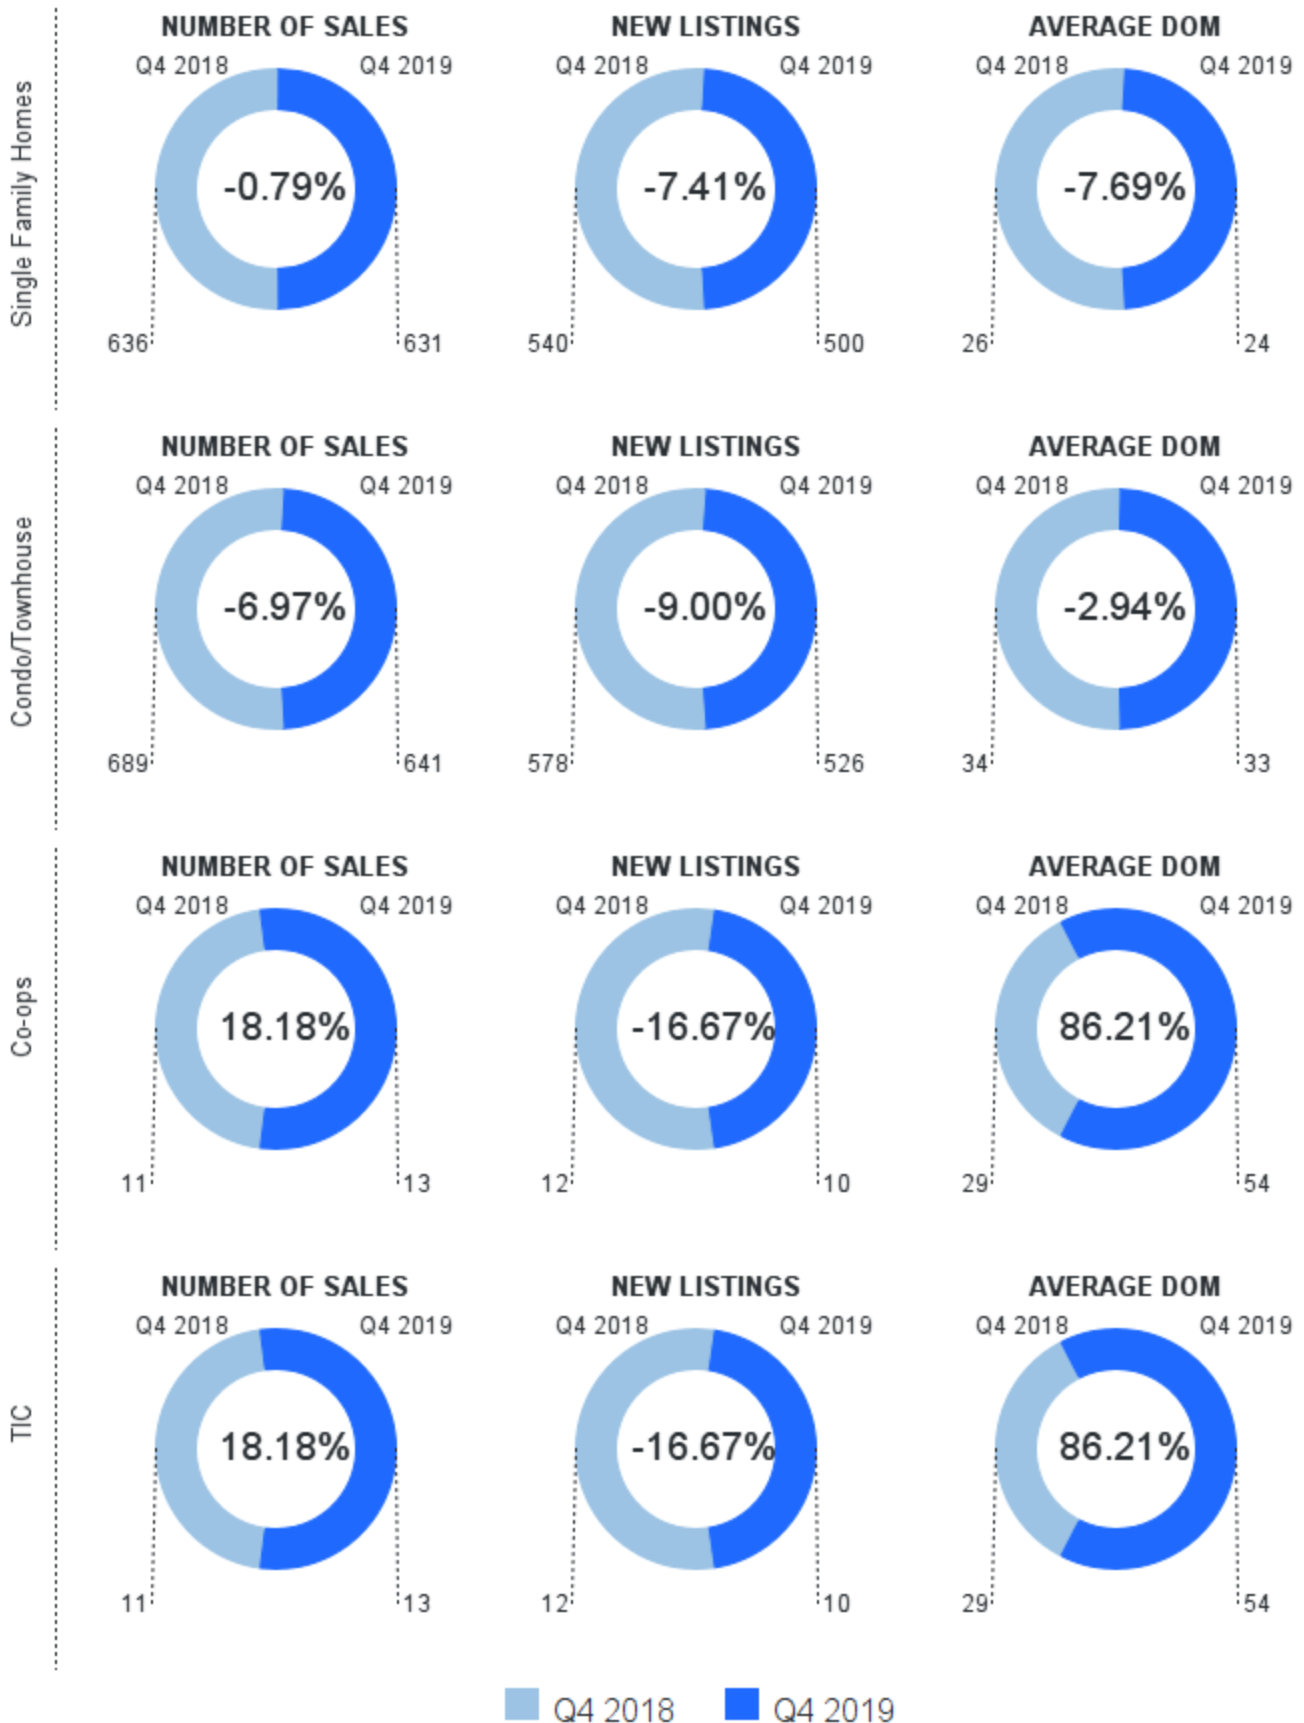 Single Family Homes
NUMBER OF SALES
Q4 2018 Q4 2019
-0.79%
636 631
NEW LISTINGS
Q4 2018 Q4 2019
-7.41%
540 500
AVERAGE DOM
Q4 2018 Q4 2019
-7.69%
26 24
Condo/Townhouse
NUMBER OF SALES
Q4 2018 Q4 2019
-6.97%
689 641
NEW LISTINGS
Q4 2018 Q4 2019
-9.00%
578 526
AVERAGE DOM
Q4 2018 Q4 2019
-2.94%
34 33
Co-ops
NUMBER OF SALES
Q4 2018 Q4 2019
18.18%
11 13
NEW LISTINGS
Q4 2018 Q4 2019
-16.67%
12 10
AVERAGE DOM
Q4 2018 Q4 2019
86.21%
29 54
TIC
NUMBER OF SALES
Q4 2018 Q4 2019
18.18%
11 13
NEW LISTINGS
Q4 2018 Q4 2019
-16.67%
12 10
AVERAGE DOM
Q4 2018 Q4 2019
86.21%
29 54
Q4 2018 Q4 2019